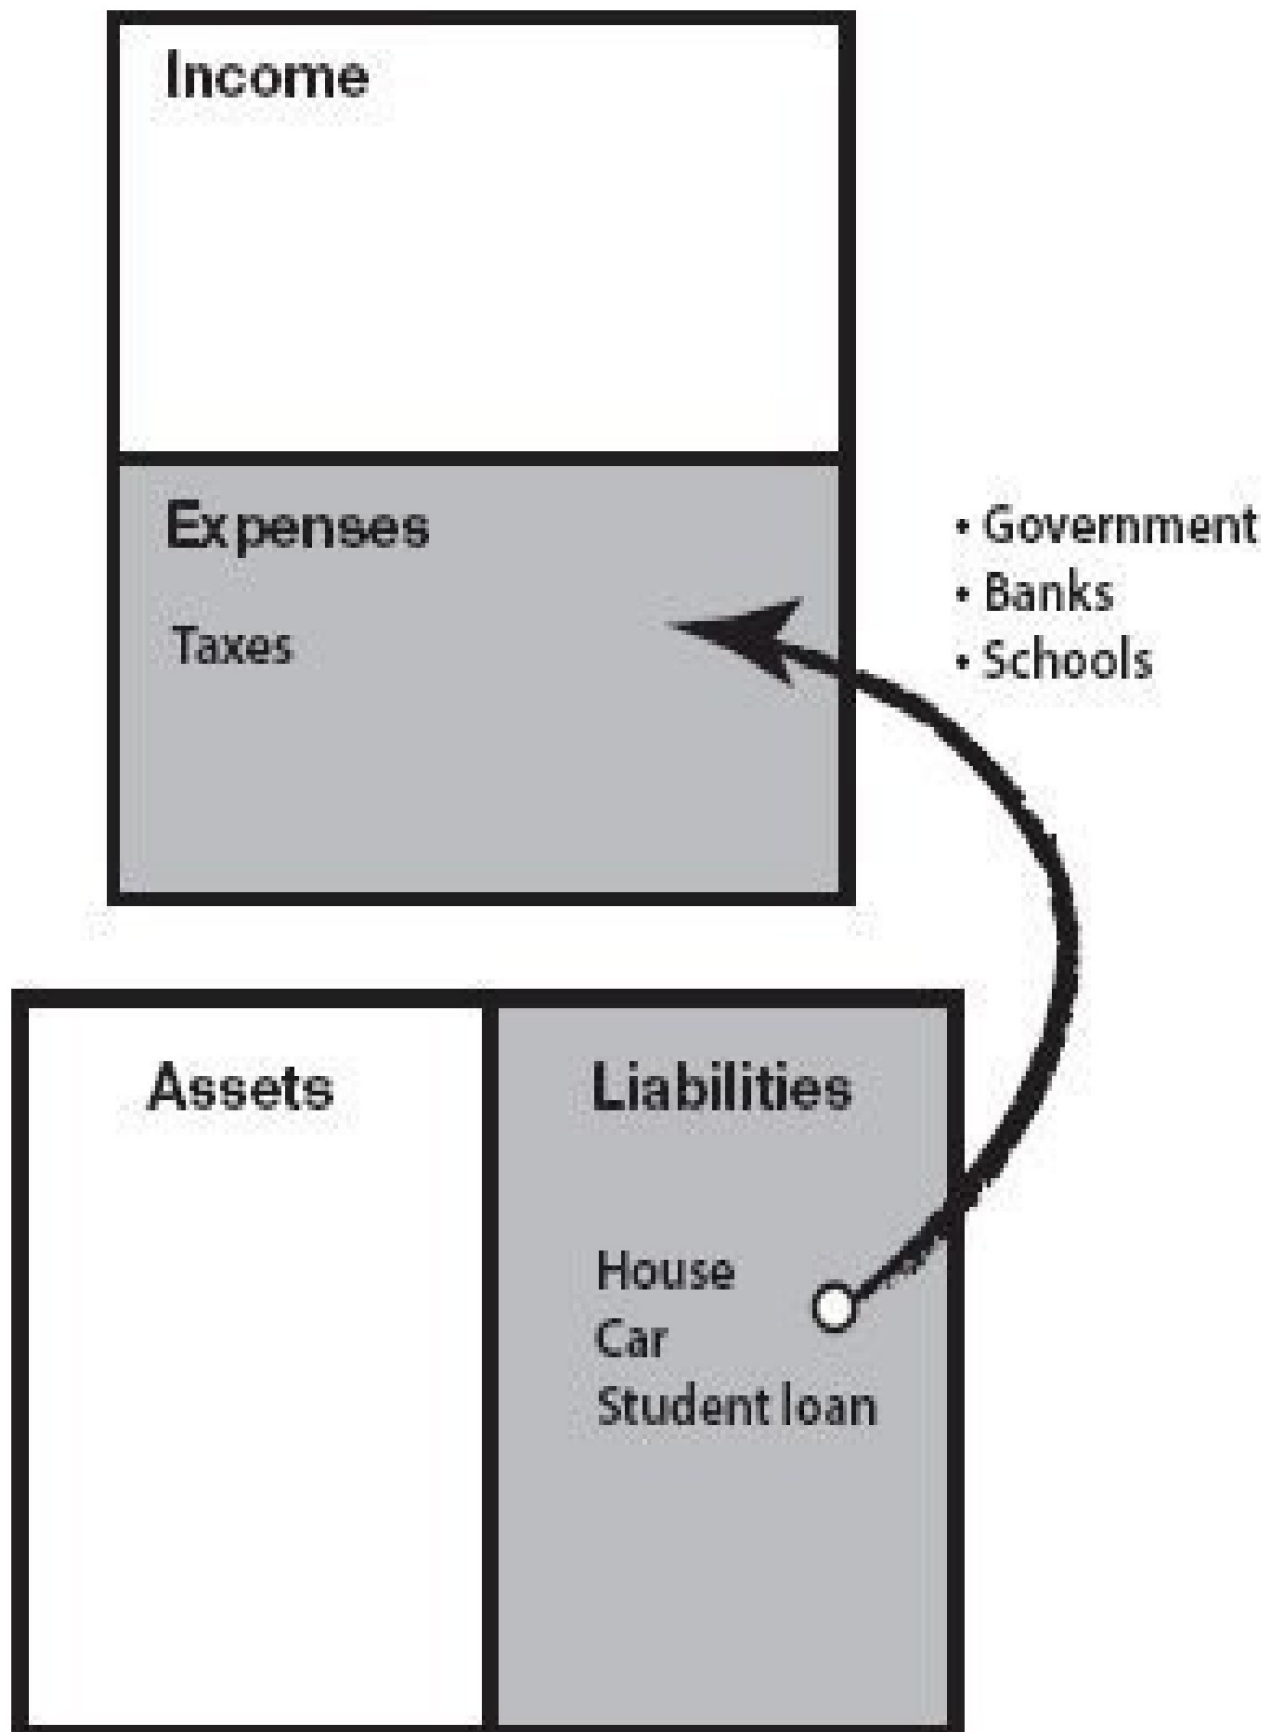 Income
Expenses
Taxes
• Government
• Banks
• Schools
Assets
Liabilities
House
Car
Student loan